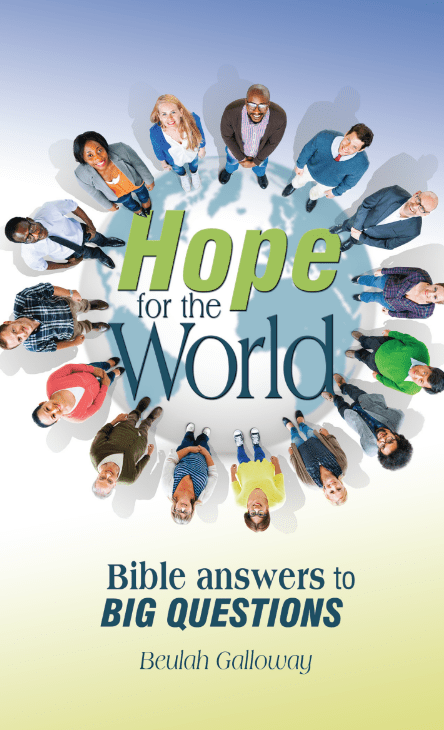 Hope
for the
World
Bible answers to
BIG QUESTIONS
Beulah Galloway